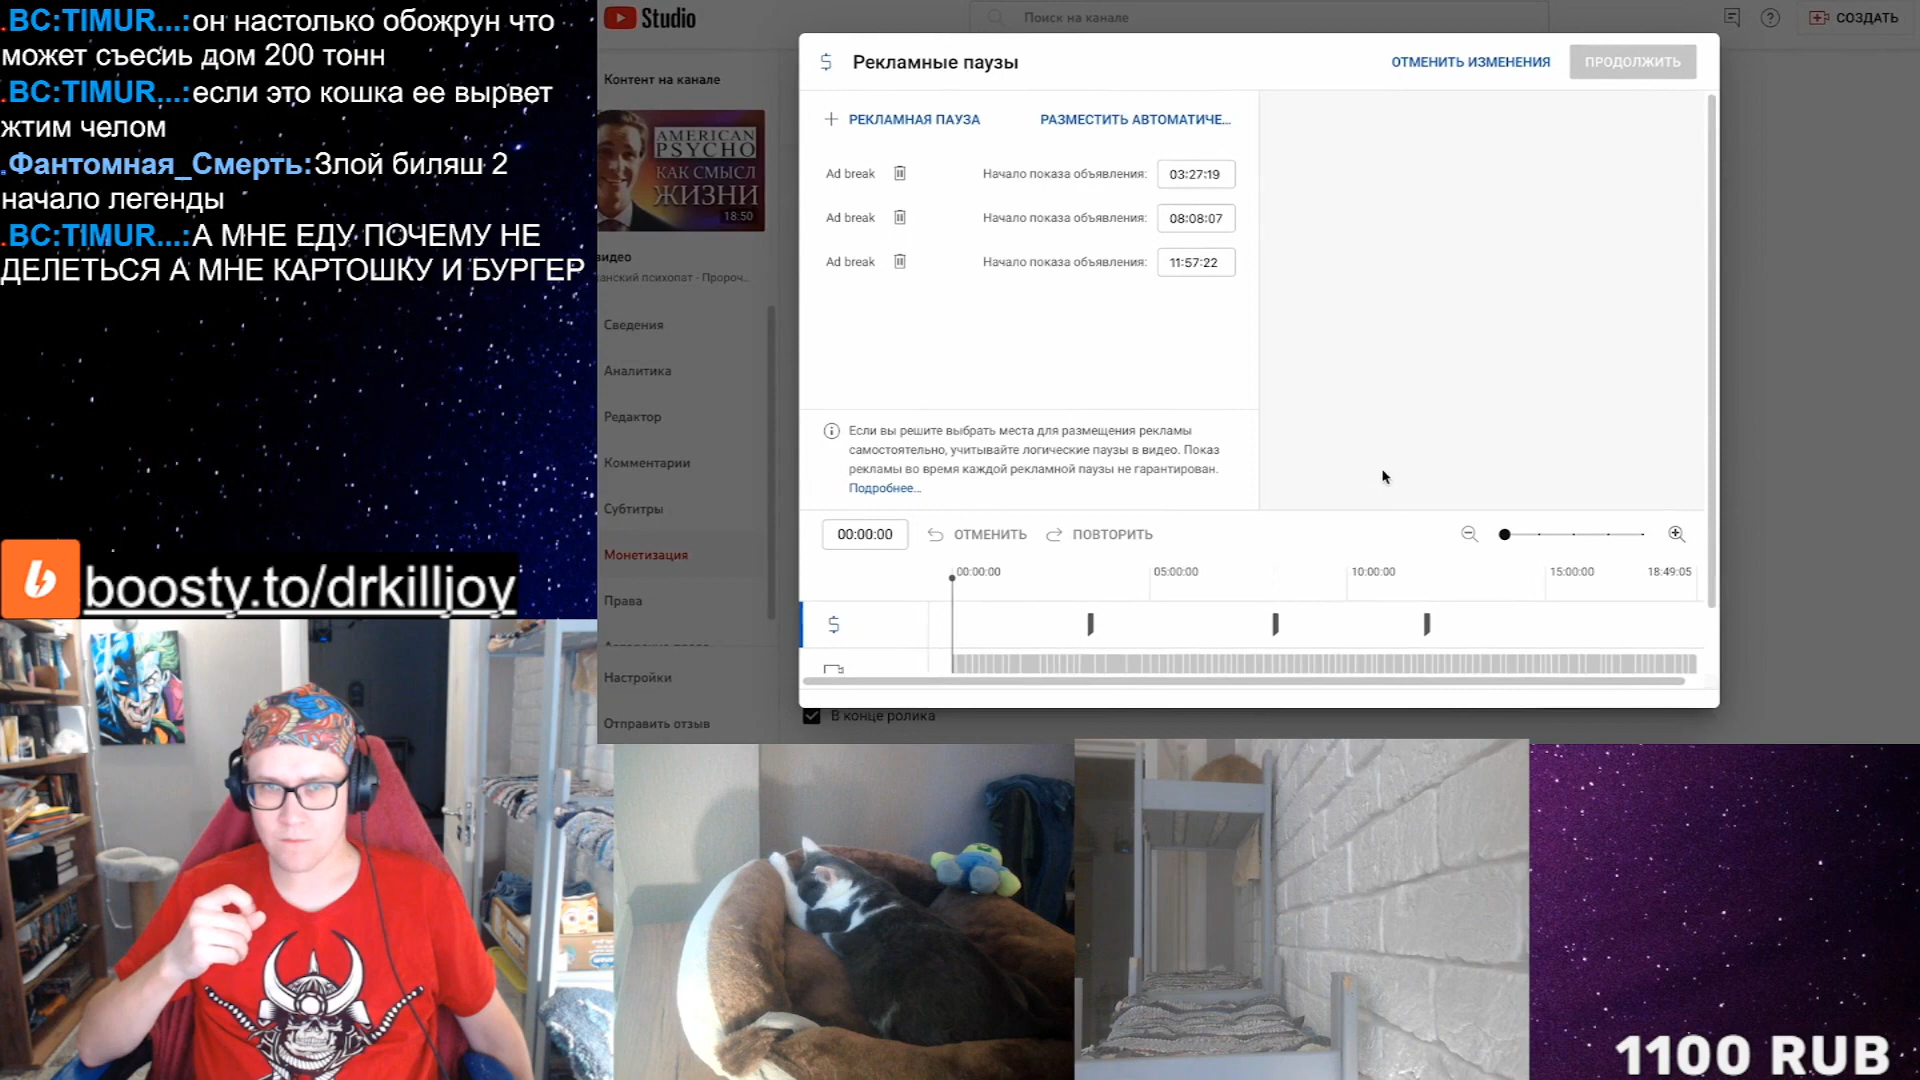 .BC:TIMUR...:он настолько обожрун что
может съесиь дом 200 тонн
.BC:TIMUR...:если это кошка ее вырвет
жтим челом
.Фантомная_Смерть:Злой биляш 2
начало легенды
.BC:TIMUR...:А МНЕ ЕДУ ПОЧЕМУ НЕ
ДЕЛЕТЬСЯ А МНЕ КАРТОШКУ И БУРГЕР
boosty.to/drkilljoy
Studio
Поиск на канале
СОЗДАТЬ
Контент на канале
AMERICAN
PSYCHO
КАК СМЫСЛ
ЖИЗНИ
18:50
видео
анский психопат - Пророч...
Сведения
Аналитика
Редактор
Комментарии
Субтитры
Монетизация
Права
Настройки
Отправить отзыв
Рекламные паузы
ОТМЕНИТЬ ИЗМЕНЕНИЯ
ПРОДОЛЖИТЬ
РЕКЛАМНАЯ ПАУЗА
РАЗМЕСТИТЬ АВТОМАТИЧЕ...
Ad break
Начало показа объявления:
03:27:19
Ad break
Начало показа объявления:
08:08:07
Ad break
Начало показа объявления:
11:57:22
Если вы решите выбрать места для размещения рекламы
самостоятельно, учитывайте логические паузы в видео. Показ
рекламы во время каждой рекламной паузы не гарантирован.
Подробнее...
00:00:00
ОТМЕНИТЬ
ПОВТОРИТЬ
00:00:00
05:00:00
10:00:00
15:00:00
18:49:05
В конце ролика
1100 RUB